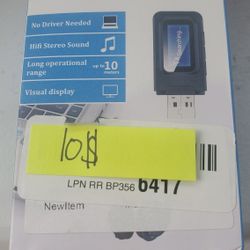 No Driver Needed
Hifi Stereo Sound
Long operational
range
up to 10
meters
Visual display
10$
LPN RR BP356 6417
NewItem